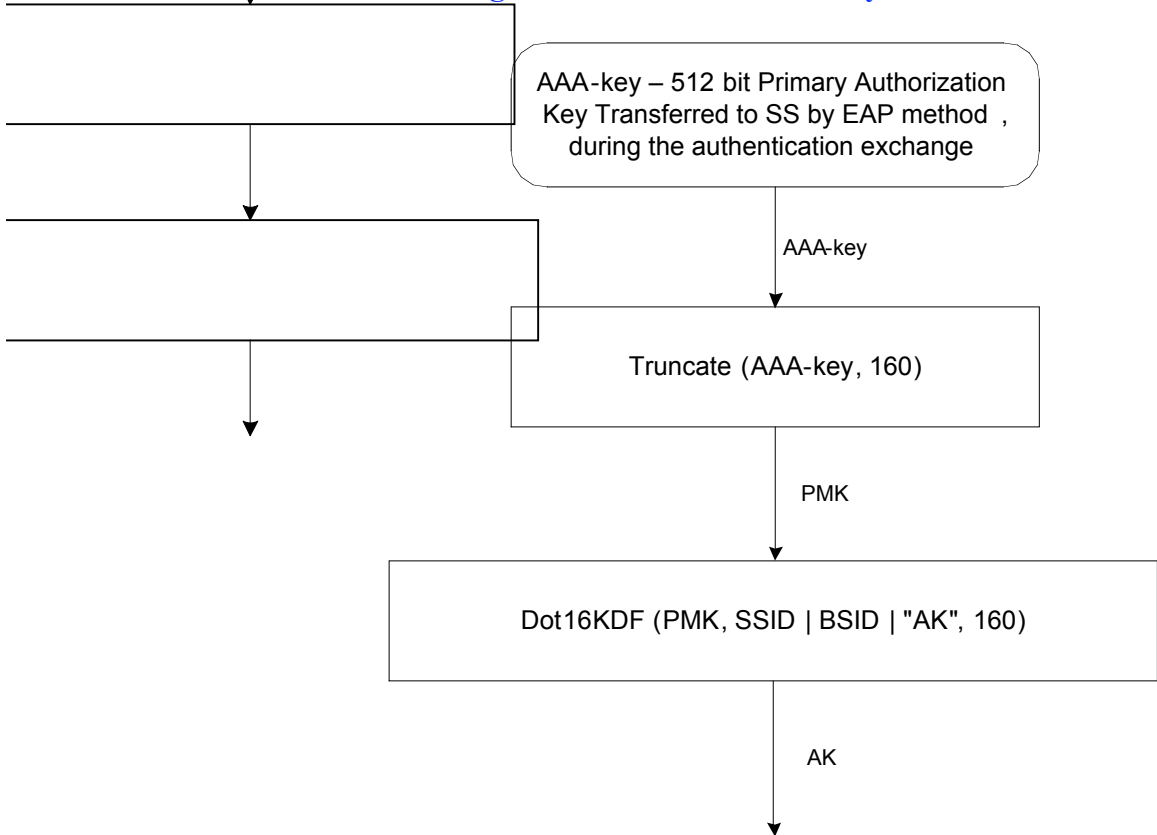 AAA-key – 512 bit Primary Authorization
Key Transferred to SS by EAP method ,
during the authentication exchange
AAA-key
Truncate (AAA-key, 160)
PMK
Dot16KDF (PMK, SSID | BSID | "AK", 160)
AK